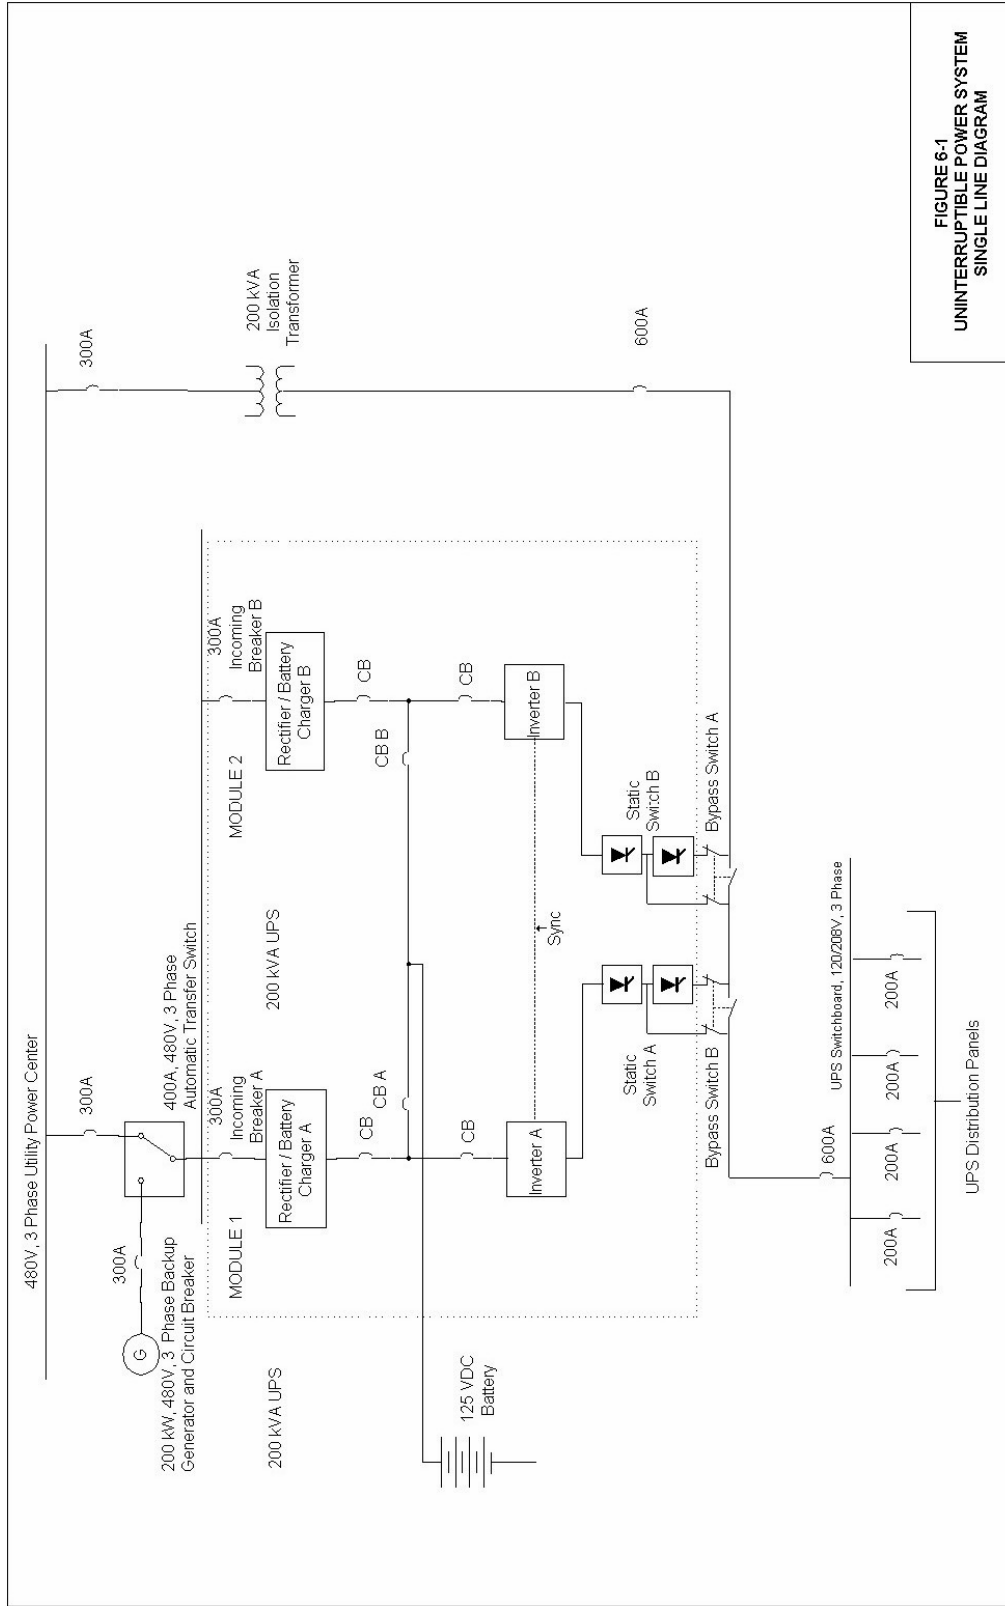 480V, 3 Phase Utility Power Center
300A
300A
300A
G
200 kW, 480V, 3 Phase Backup
Generator and Circuit Breaker
400A, 480V, 3 Phase
Automatic Transfer Switch
200 kVA
Isolation
Transformer
300A
Incoming
Breaker A
300A
Incoming
Breaker B
MODULE 1
MODULE 2
200 kVA UPS
200 kVA UPS
Rectifier / Battery
Charger A
Rectifier / Battery
Charger B
CB
CB A
CB B
CB
125 VDC
Battery
CB
CB
Inverter A
Sync
Inverter B
Static
Switch A
Static
Switch B
600A
Bypass Switch B
Bypass Switch A
600A
UPS Switchboard, 120/208V, 3 Phase
200A
200A
200A
200A
UPS Distribution Panels
FIGURE 6-1
UNINTERRUPTIBLE POWER SYSTEM
SINGLE LINE DIAGRAM